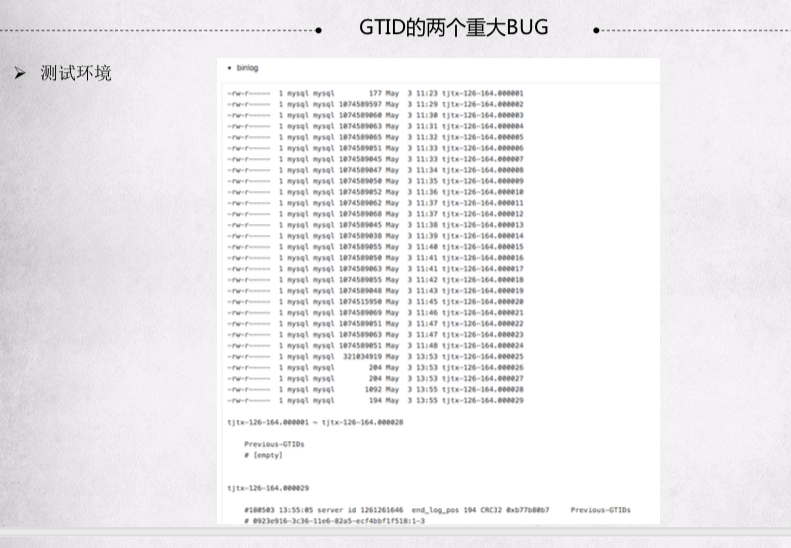 GTID的两个重大BUG
➢ 测试环境
• binlog
-rw-r----- 1 mysql mysql 177 May 3 11:23 tjtx-126-164.000001
-rw-r----- 1 mysql mysql 1074589597 May 3 11:29 tjtx-126-164.000002
-rw-r----- 1 mysql mysql 1074589060 May 3 11:30 tjtx-126-164.000003
-rw-r----- 1 mysql mysql 1074589063 May 3 11:31 tjtx-126-164.000004
-rw-r----- 1 mysql mysql 1074589065 May 3 11:32 tjtx-126-164.000005
-rw-r----- 1 mysql mysql 1074589051 May 3 11:33 tjtx-126-164.000006
-rw-r----- 1 mysql mysql 1074589045 May 3 11:33 tjtx-126-164.000007
-rw-r----- 1 mysql mysql 1074589047 May 3 11:34 tjtx-126-164.000008
-rw-r----- 1 mysql mysql 1074589050 May 3 11:35 tjtx-126-164.000009
-rw-r----- 1 mysql mysql 1074589052 May 3 11:36 tjtx-126-164.000010
-rw-r----- 1 mysql mysql 1074589062 May 3 11:37 tjtx-126-164.000011
-rw-r----- 1 mysql mysql 1074589068 May 3 11:37 tjtx-126-164.000012
-rw-r----- 1 mysql mysql 1074589045 May 3 11:38 tjtx-126-164.000013
-rw-r----- 1 mysql mysql 1074589038 May 3 11:39 tjtx-126-164.000014
-rw-r----- 1 mysql mysql 1074589055 May 3 11:40 tjtx-126-164.000015
-rw-r----- 1 mysql mysql 1074589050 May 3 11:41 tjtx-126-164.000016
-rw-r----- 1 mysql mysql 1074589063 May 3 11:41 tjtx-126-164.000017
-rw-r----- 1 mysql mysql 1074589055 May 3 11:42 tjtx-126-164.000018
-rw-r----- 1 mysql mysql 1074589048 May 3 11:43 tjtx-126-164.000019
-rw-r----- 1 mysql mysql 1074515950 May 3 11:45 tjtx-126-164.000020
-rw-r----- 1 mysql mysql 1074589069 May 3 11:46 tjtx-126-164.000021
-rw-r----- 1 mysql mysql 1074589051 May 3 11:47 tjtx-126-164.000022
-rw-r----- 1 mysql mysql 1074589063 May 3 11:47 tjtx-126-164.000023
-rw-r----- 1 mysql mysql 1074589051 May 3 11:48 tjtx-126-164.000024
-rw-r----- 1 mysql mysql 321034919 May 3 13:53 tjtx-126-164.000025
-rw-r----- 1 mysql mysql 204 May 3 13:53 tjtx-126-164.000026
-rw-r----- 1 mysql mysql 204 May 3 13:53 tjtx-126-164.000027
-rw-r----- 1 mysql mysql 1092 May 3 13:55 tjtx-126-164.000028
-rw-r----- 1 mysql mysql 194 May 3 13:55 tjtx-126-164.000029
tjtx-126-164.000001 ~ tjtx-126-164.000028
Previous-GTIDs
# [empty]
tjtx-126-164.000029
#180503 13:55:05 server id 1261261646 end_log_pos 194 CRC32 0xb77b80b7 Previous-GTIDs
# 0923e916-3c36-11e6-82a5-ecf4bbf1f518:1-3